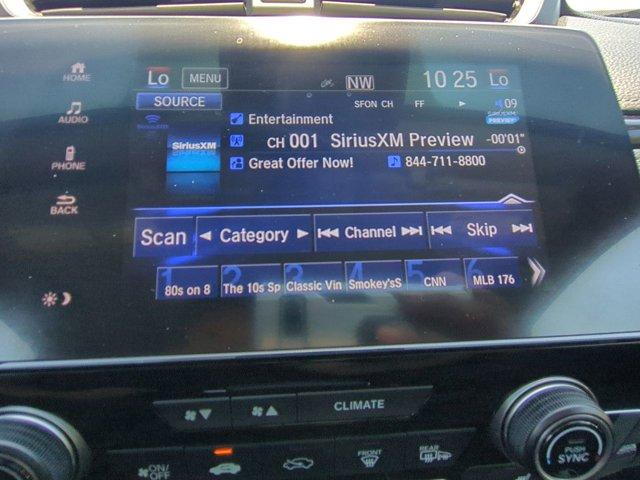 HOME
AUDIO
PHONE
BACK
Lo MENU NW 10 25 Lo
SOURCE SFON CH FF 09
SiriusXM Entertainment SIRIUSXM PREVIEW
SiriusXM CH 001 SiriusXM Preview -00'01"
Great Offer Now! 844-711-8800
Scan Category Channel Skip
1 2 3 4 5 6
80s on 8 The 10s Sp Classic Vin Smokey'sS CNN MLB 176
CLIMATE
ON/OFF FRONT REAR PUSH SYNC